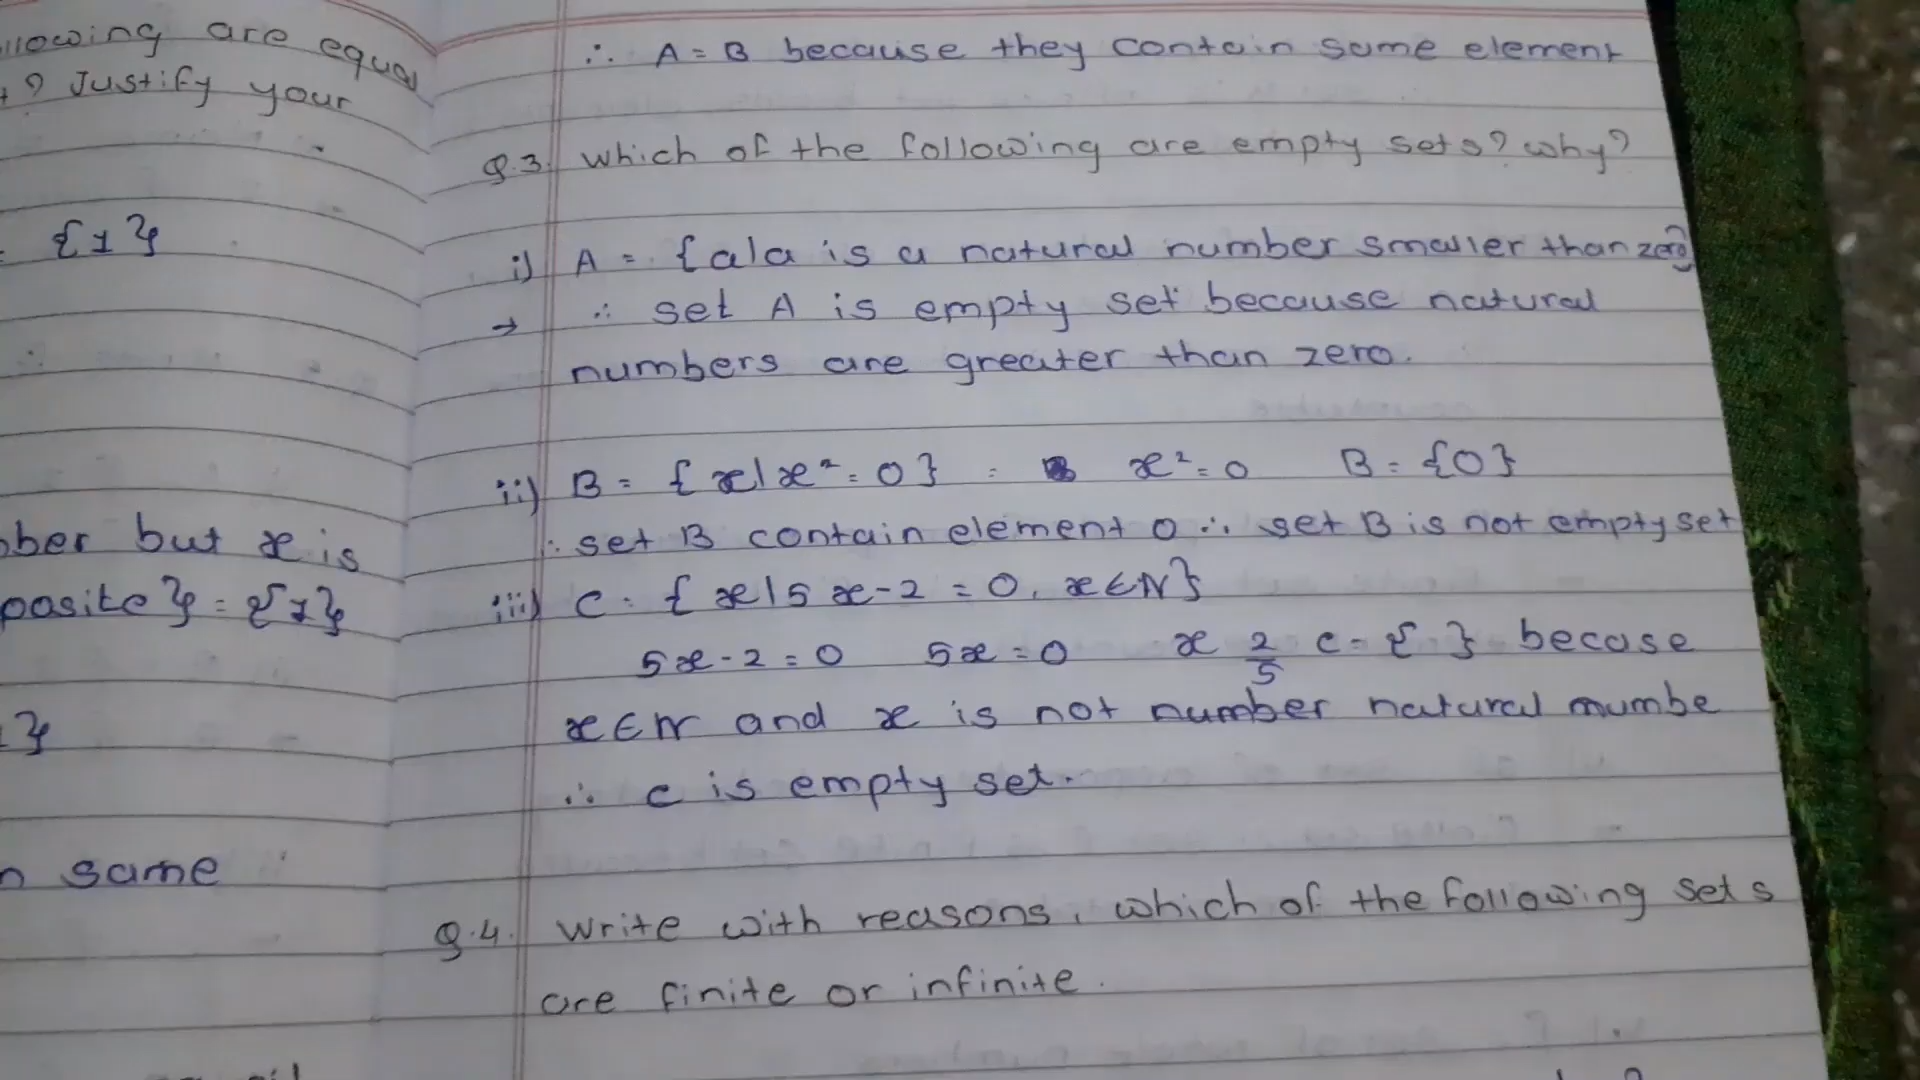 llowing are equal
? Justify your
{1}
ber but x is
posite} = {1}
}
same
∴ A = B because they contain same element
Q.3. Which of the following are empty sets? why?
i) A = {a|a is a natural number smaller than zero}
→ ∴ set A is empty set because natural
numbers are greater than zero.
ii) B = {x|x² = 0} = x² = 0 B = {0}
∴ set B contain element 0 ∴ set B is not empty set
iii) C = {x|5x-2 = 0, x∈N}
5x-2 = 0 5x = 0 x 2/5 C = { } becase
x∈N and x is not number natural mumbe
∴ C is empty set.
Q.4. Write with reasons, which of the following sets
are finite or infinite.